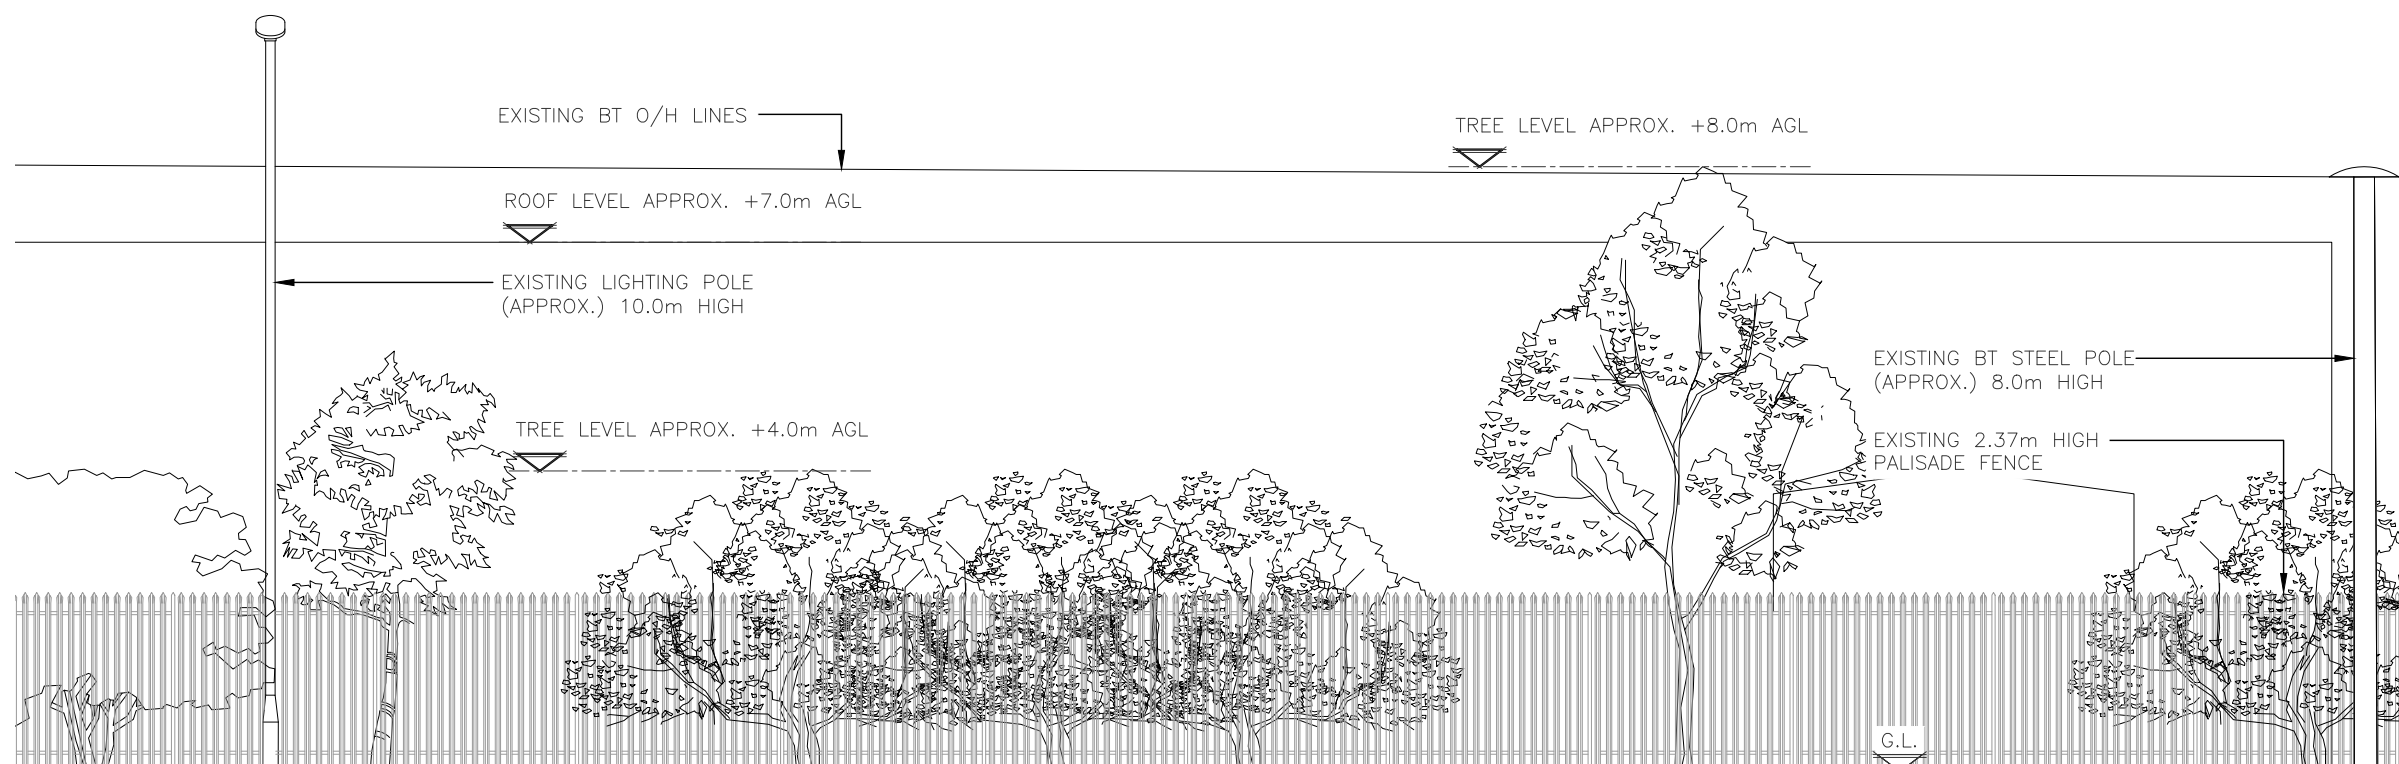 EXISTING BT O/H LINES
TREE LEVEL APPROX. +8.0m AGL
ROOF LEVEL APPROX. +7.0m AGL
EXISTING LIGHTING POLE
(APPROX.) 10.0m HIGH
EXISTING BT STEEL POLE
(APPROX.) 8.0m HIGH
TREE LEVEL APPROX. +4.0m AGL
EXISTING 2.37m HIGH
PALISADE FENCE
G.L.